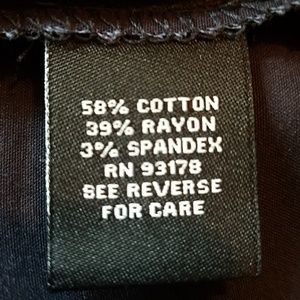 58% COTTON
39% RAYON
3% SPANDEX
RN 93178
SEE REVERSE
FOR CARE